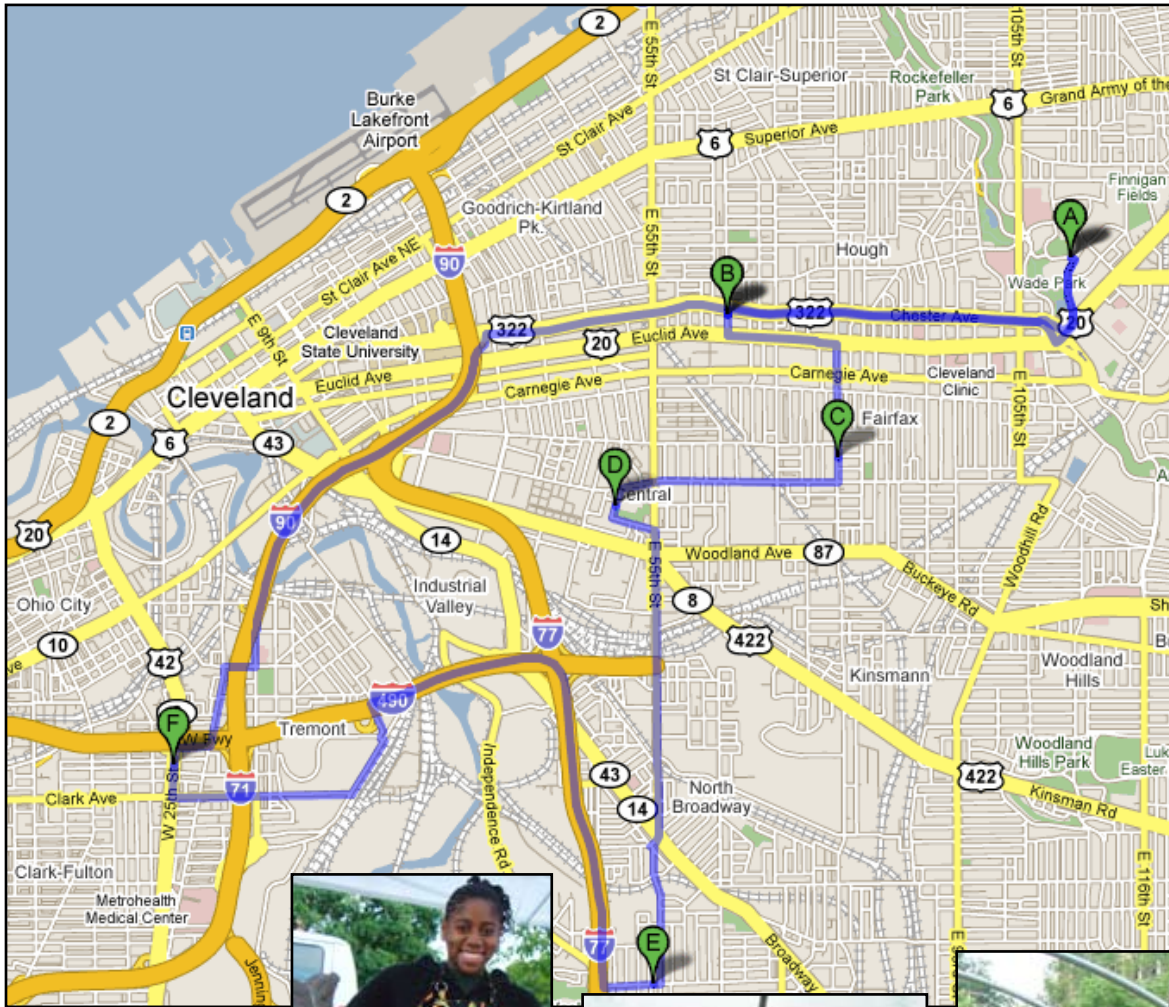 2
E 55th St
105th St
St Clair-Superior
Rockefeller
Park
6
Grand Army of the
Burke
Lakefront
Airport
St Clair Ave
6
Superior Ave
2
Goodrich-Kirtland
Pk.
E 55th St
Finnigan
Fields
A
St Clair Ave NE
90
Hough
B
Wade Park
E 9th St
Cleveland
State University
322
322
Chester Ave
20
Euclid Ave
20
Euclid Ave
Carnegie Ave
Carnegie Ave
Cleveland
Clinic
Cleveland
2
6
43
C
Fairfax
E 105th St
D
Central
90
20
14
Woodland Ave
87
Woodhill Rd
E 55th St
Buckeye Rd
Industrial
Valley
Ohio City
8
10
77
422
42
Kinsmann
Woodland
Hills
490
F
W Fwy
Tremont
Woodland
Hills Park
Independence Rd
43
422
Clark Ave
71
W 25th St
14
North
Broadway
Kinsman Rd
Clark-Fulton
Metrohealth
Medical Center
E 116th St
77
E
Broadway